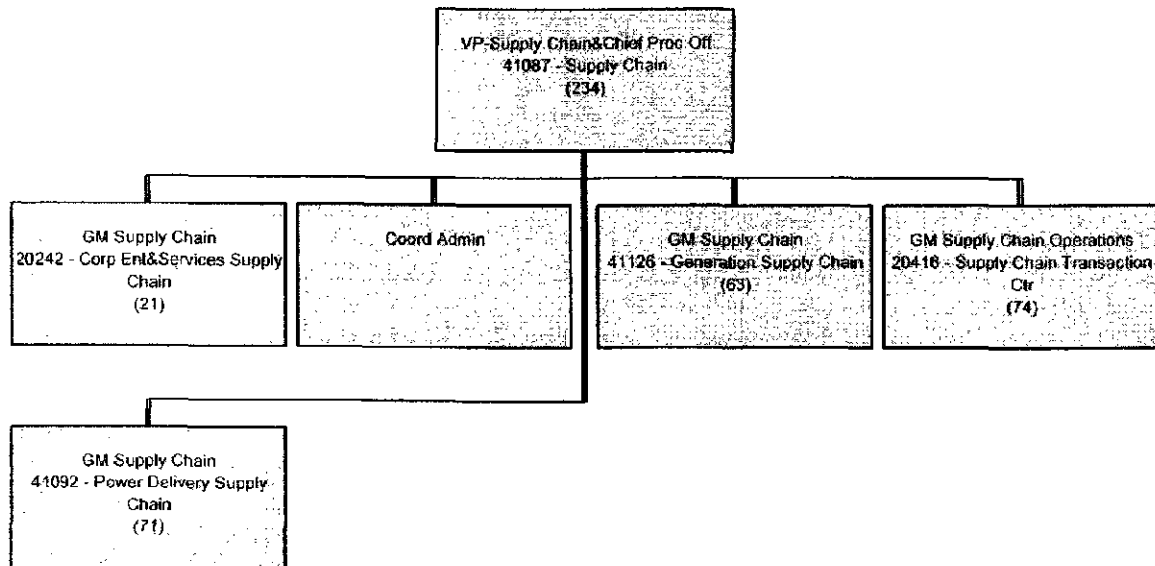 VP-Supply Chain&Chief Proc Off
41087 - Supply Chain
(234)
GM Supply Chain
20242 - Corp Ent&Services Supply
Chain
(21)
Coord Admin
GM Supply Chain
41126 - Generation Supply Chain
(63)
GM Supply Chain Operations
20416 - Supply Chain Transaction
Ctr
(74)
GM Supply Chain
41092 - Power Delivery Supply
Chain
(71)